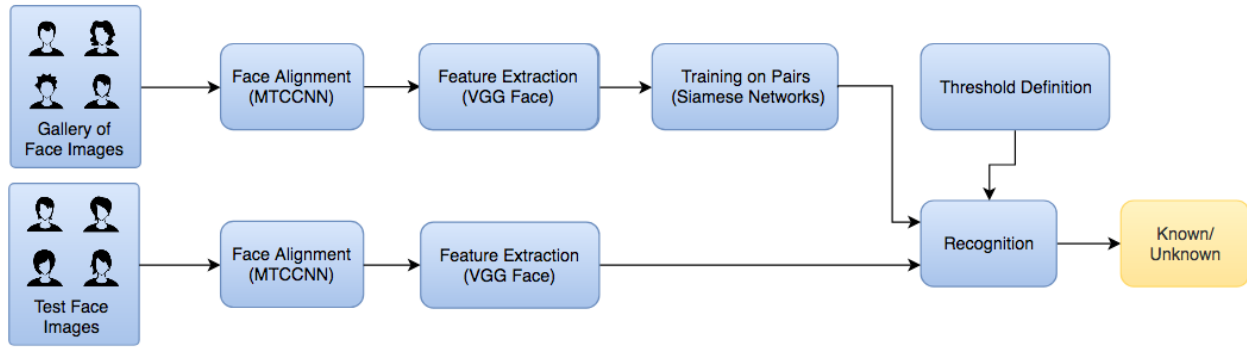 Gallery of
Face Images
Face Alignment
(MTCCNN)
Feature Extraction
(VGG Face)
Training on Pairs
(Siamese Networks)
Threshold Definition
Test Face
Images
Face Alignment
(MTCCNN)
Feature Extraction
(VGG Face)
Recognition
Known/
Unknown